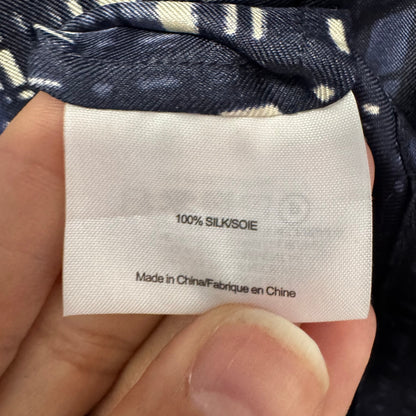 100% SILK/SOIE
Made in China/Fabrique en Chine